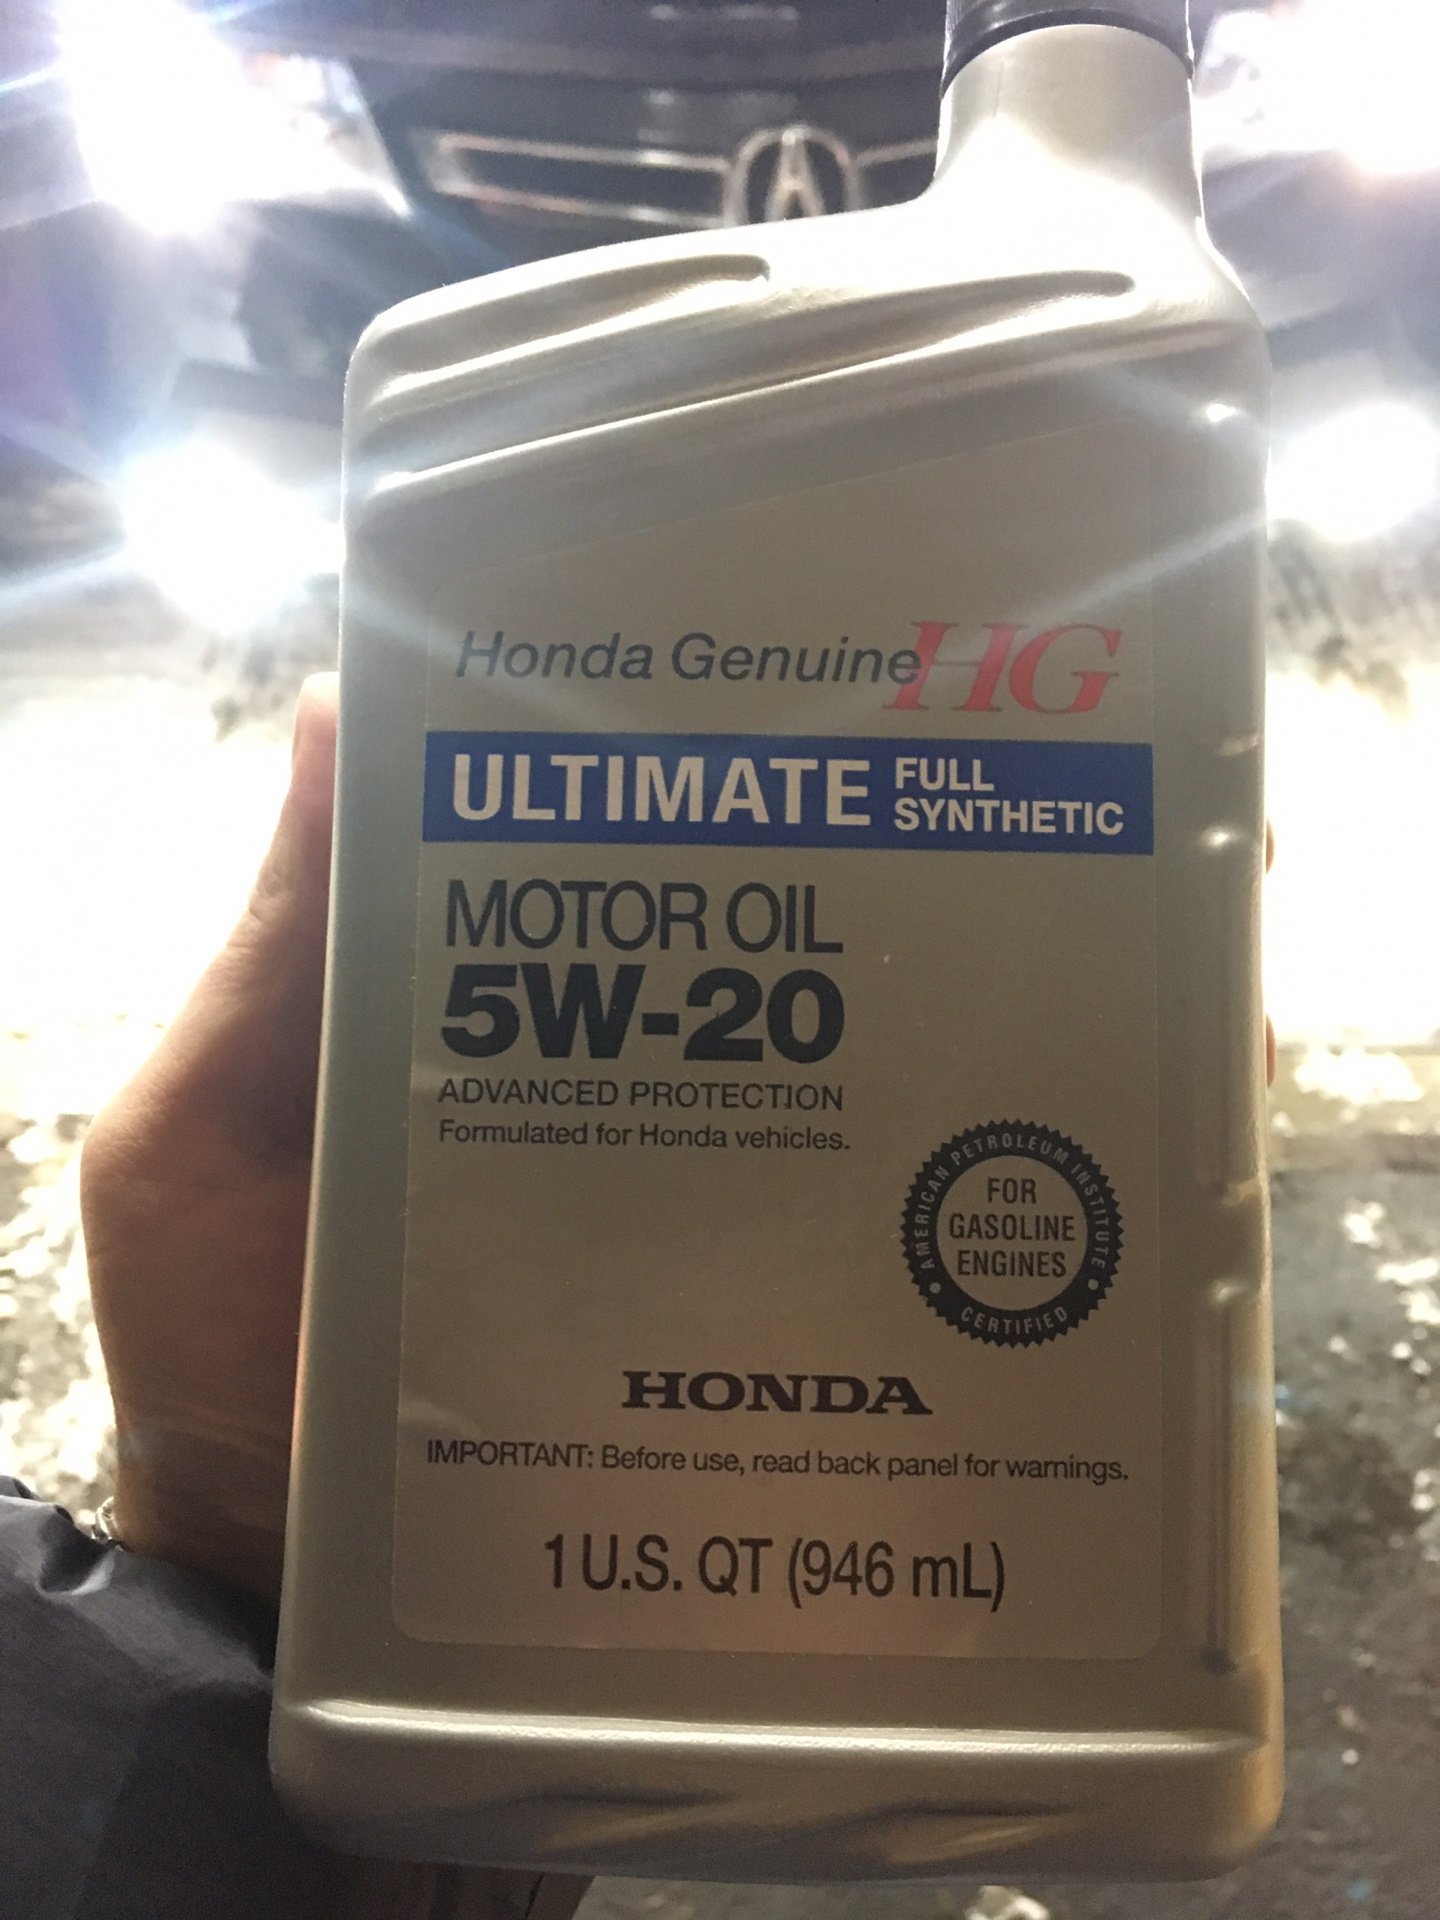 Honda Genuine HG
ULTIMATE FULL SYNTHETIC
MOTOR OIL
5W-20
ADVANCED PROTECTION
Formulated for Honda vehicles.
AMERICAN PETROLEUM INSTITUTE
FOR
GASOLINE
ENGINES
CERTIFIED
HONDA
IMPORTANT: Before use, read back panel for warnings.
1 U.S. QT (946 mL)